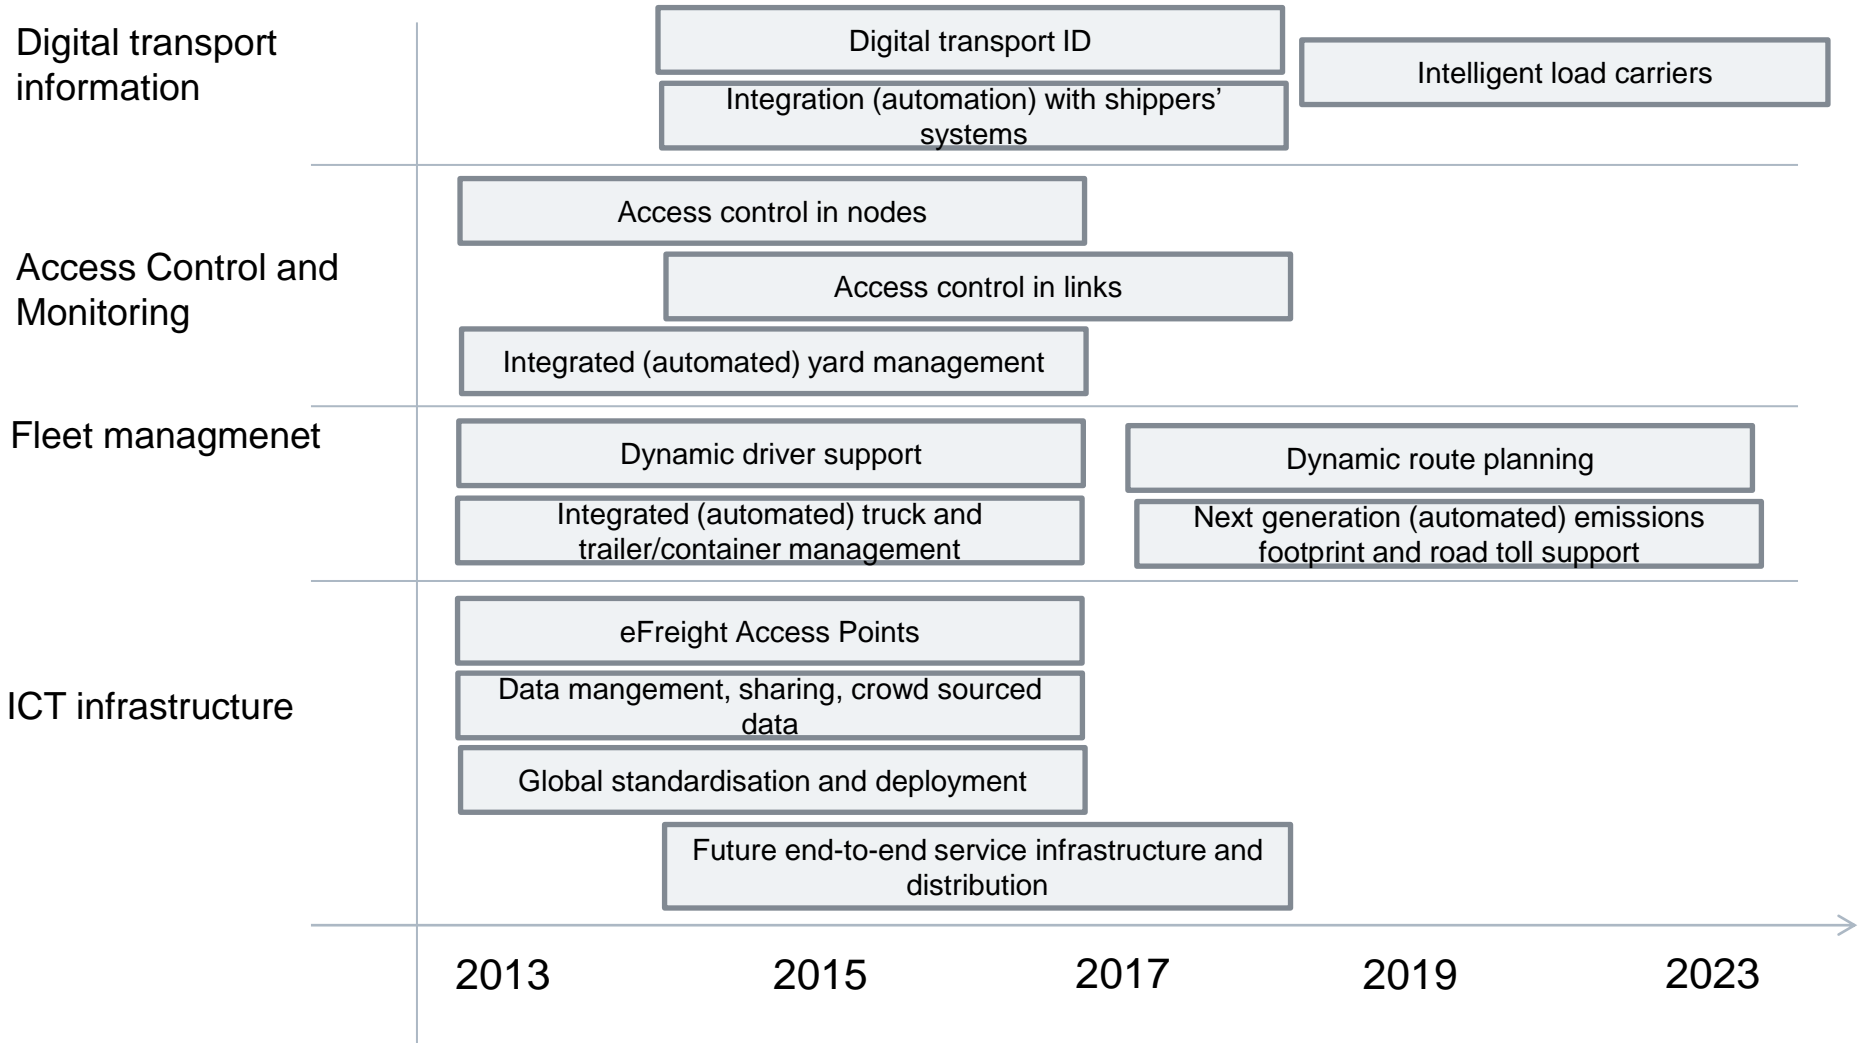 Digital transport
information
Digital transport ID
Integration (automation) with shippers’
systems
Intelligent load carriers
Access Control and
Monitoring
Access control in nodes
Access control in links
Integrated (automated) yard management
Fleet managmenet
Dynamic driver support
Integrated (automated) truck and
trailer/container management
Dynamic route planning
Next generation (automated) emissions
footprint and road toll support
ICT infrastructure
eFreight Access Points
Data mangement, sharing, crowd sourced
data
Global standardisation and deployment
Future end-to-end service infrastructure and
distribution
2013
2015
2017
2019
2023